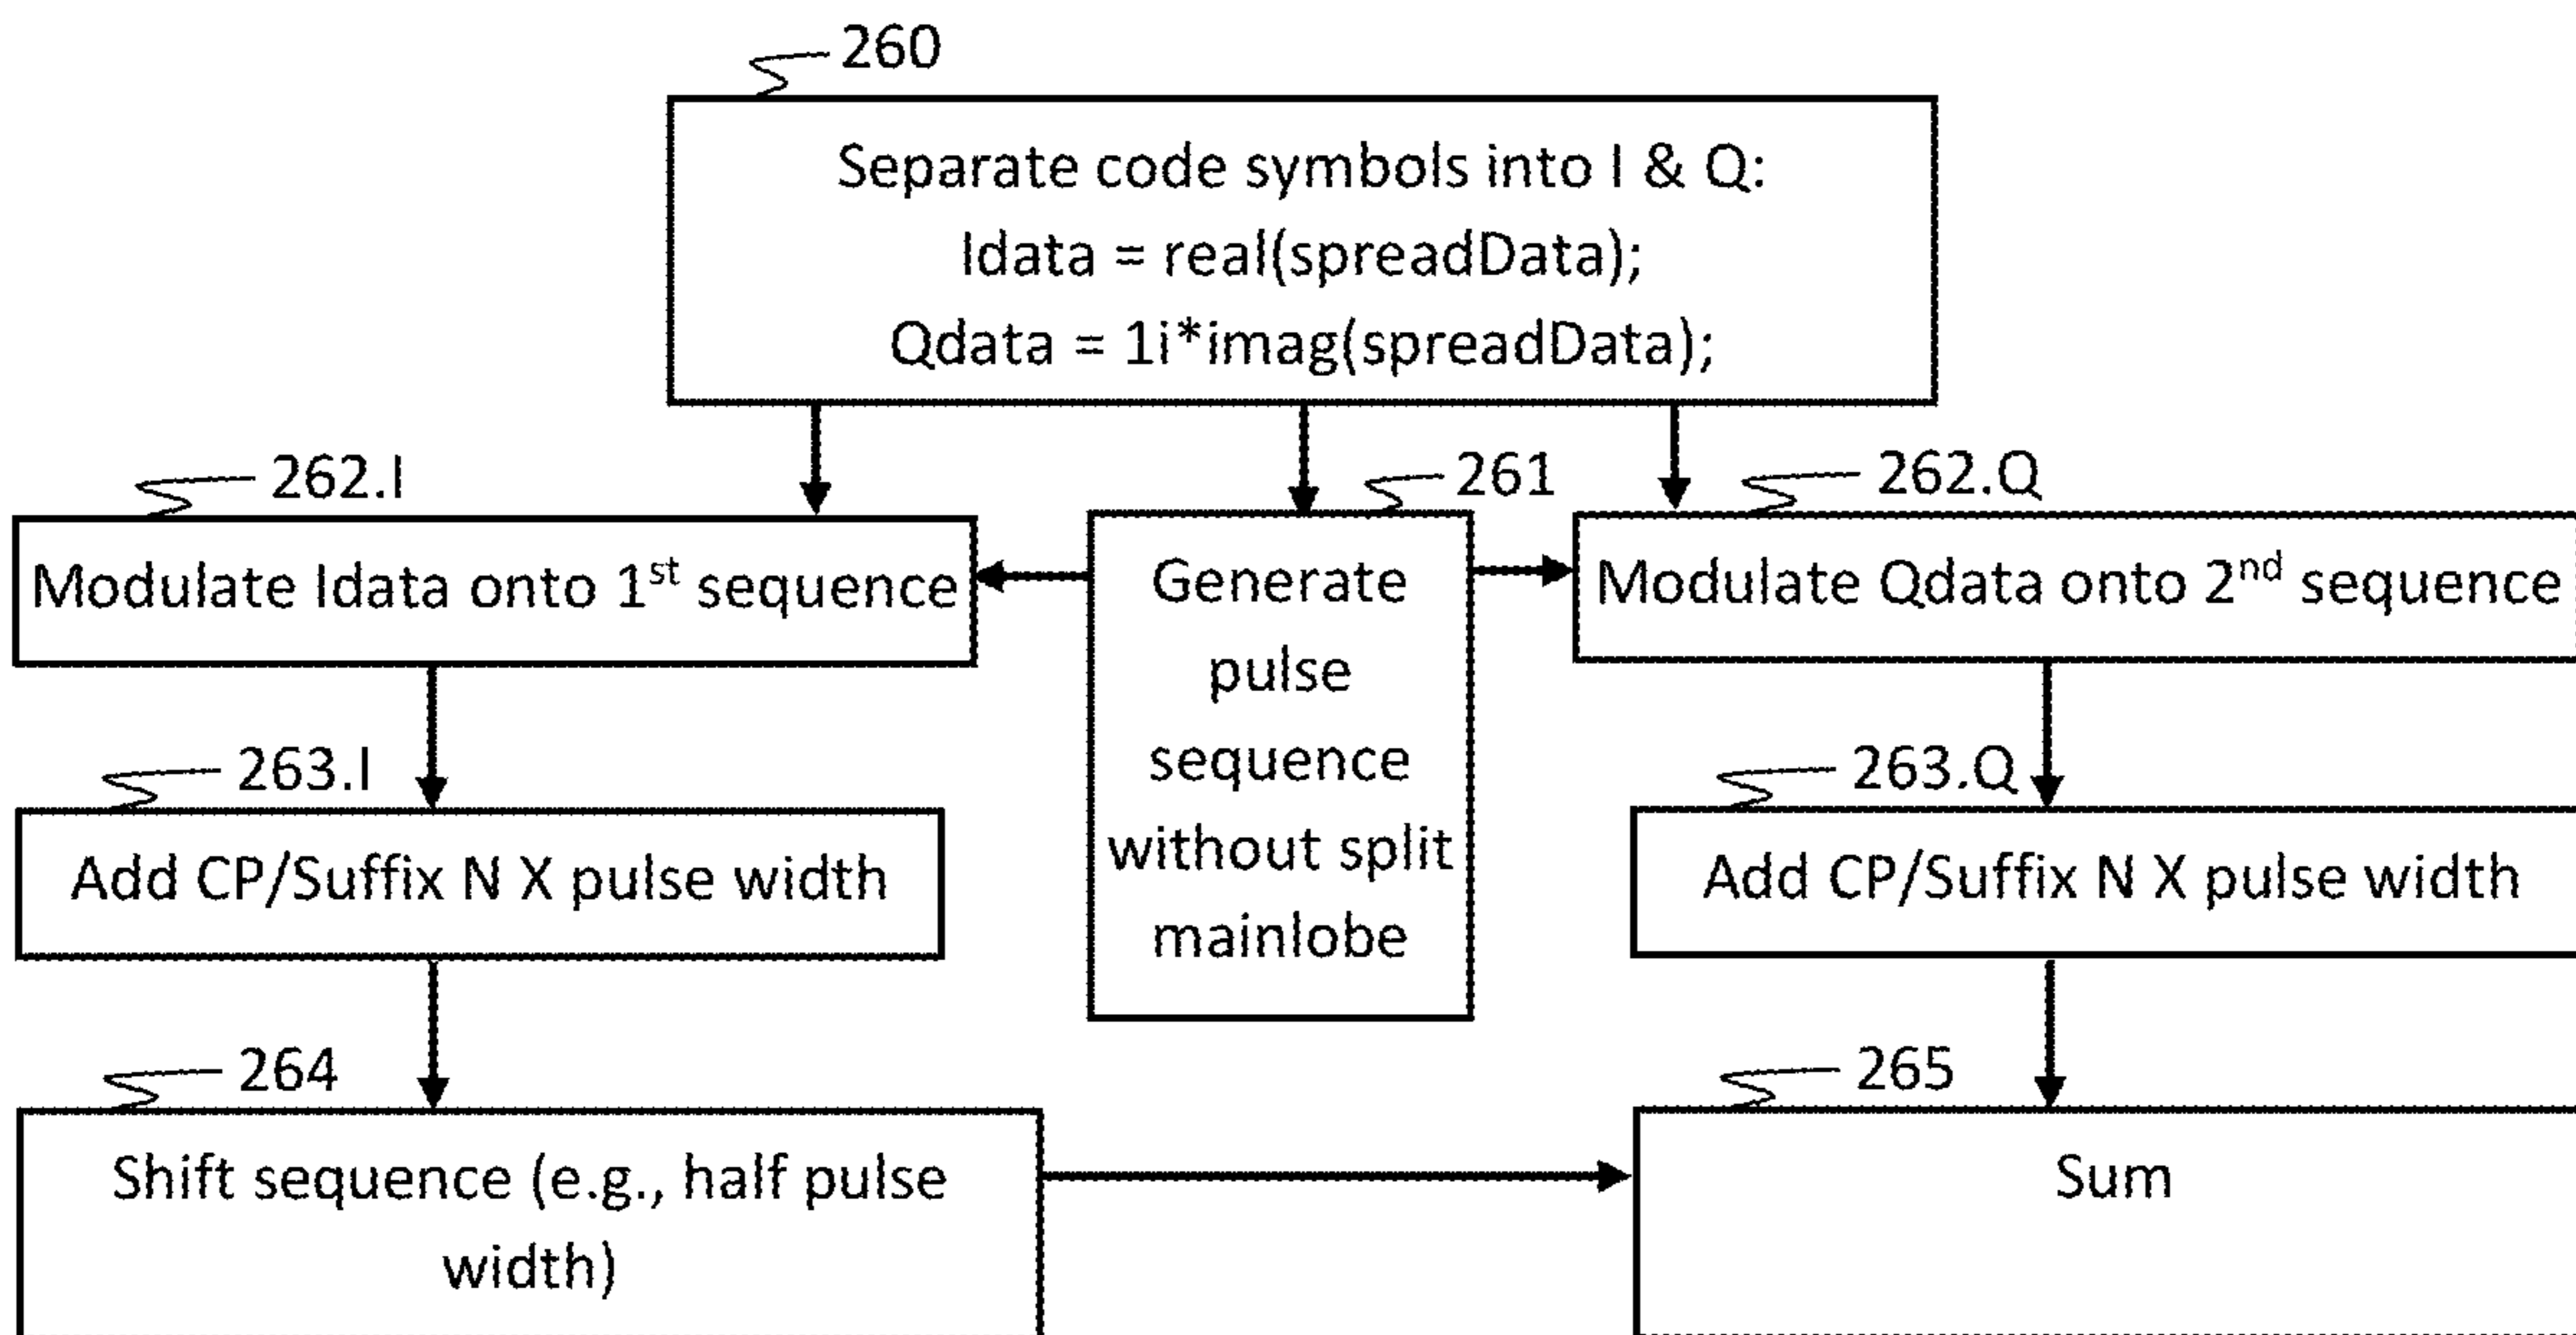 260
Separate code symbols into I & Q:
Idata = real(spreadData);
Qdata = 1i*imag(spreadData);
262.I
Modulate Idata onto 1st sequence
261
Generate
pulse
sequence
without split
mainlobe
262.Q
Modulate Qdata onto 2nd sequence
263.I
Add CP/Suffix N X pulse width
263.Q
Add CP/Suffix N X pulse width
264
Shift sequence (e.g., half pulse
width)
265
Sum